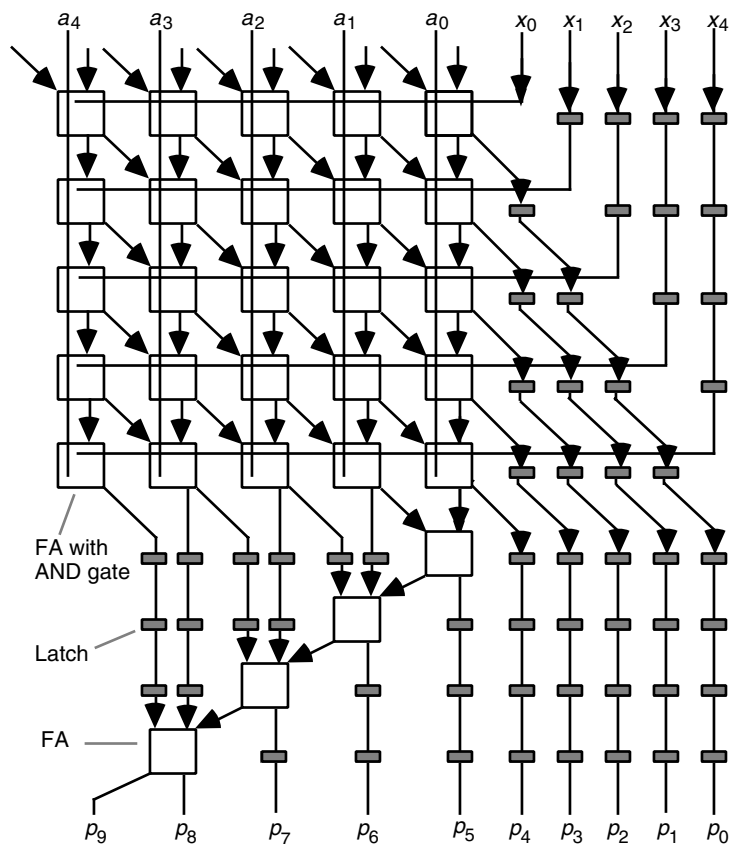 a4 a3 a2 a1 a0 x0 x1 x2 x3 x4
FA with
AND gate
Latch
FA
p9 p8 p7 p6 p5 p4 p3 p2 p1 p0